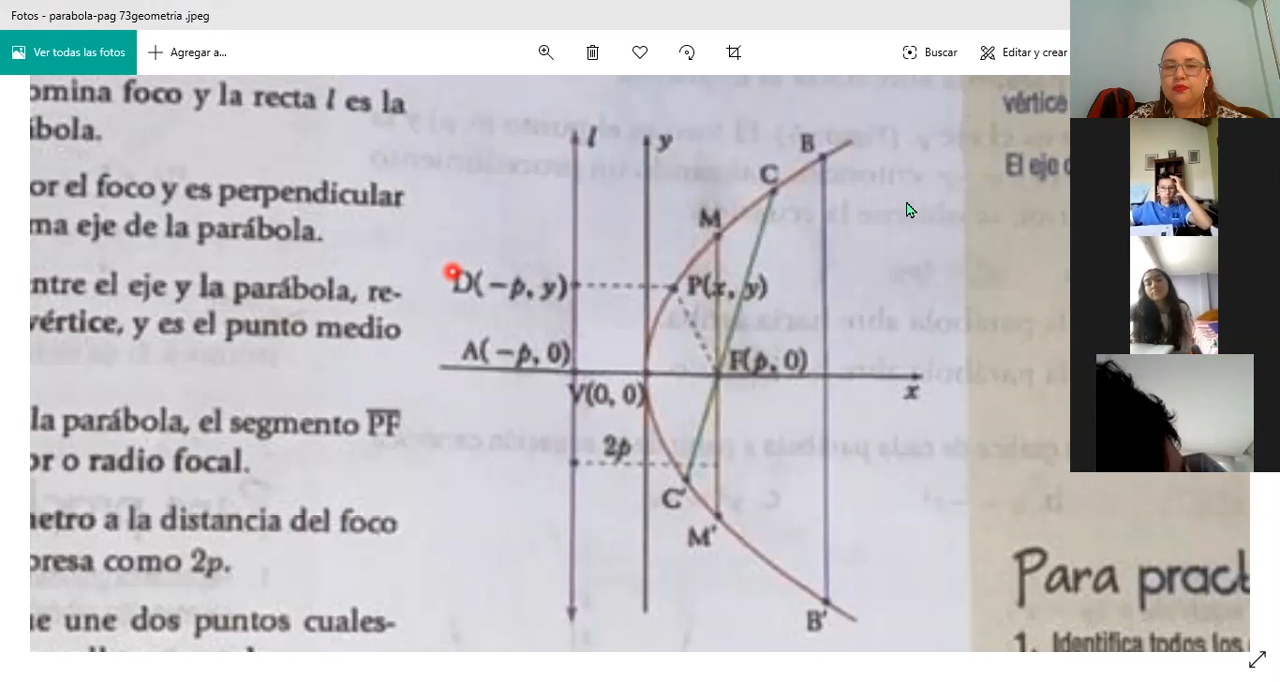 Fotos - parabola-pag 73geometria .jpeg
Ver todas las fotos
Agregar a...
Buscar
Editar y crear
omina foco y la recta l es la
ábola.
or el foco y es perpendicular
ma eje de la parábola.
entre el eje y la parábola, re-
vértice, y es el punto medio
la parábola, el segmento PF
or o radio focal.
metro a la distancia del foco
presa como 2p.
ue une dos puntos cuales-
l
y
B
C
M
D(-p, y)
P(x, y)
A(-p, 0)
F(p, 0)
V(0, 0)
x
2p
C'
M'
B'
vértice
El eje
Para pract
1. Identifica todos los